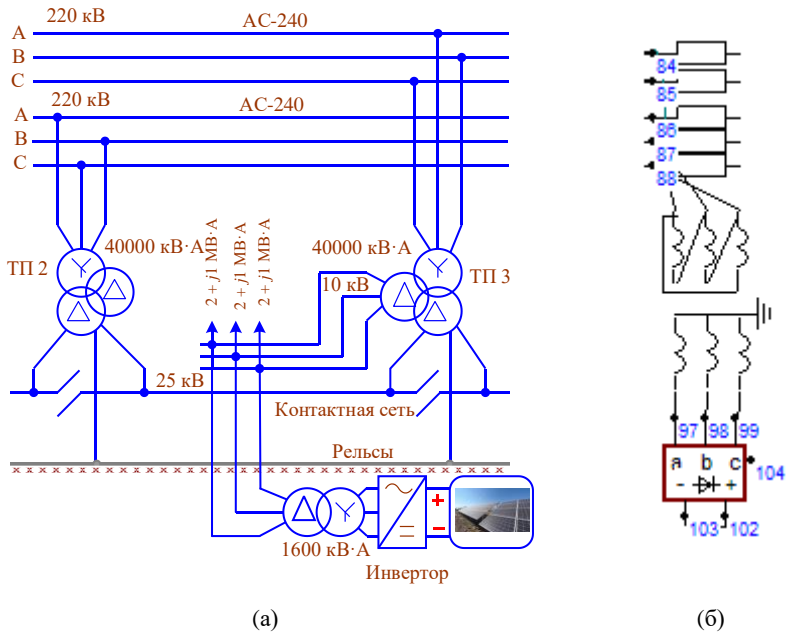 220 кВ
АС-240
А
В
С
220 кВ
АС-240
А
В
С
40000 кВ·А
ТП 2
2 + j1 МВ·А
2 + j1 МВ·А
2 + j1 МВ·А
40000 кВ·А
ТП 3
10 кВ
25 кВ
Контактная сеть
Рельсы
1600 кВ·А
+
−
Инвертор
(а)
84
85
86
87
88
97
98
99
a b c
104
- +
103
102
(б)